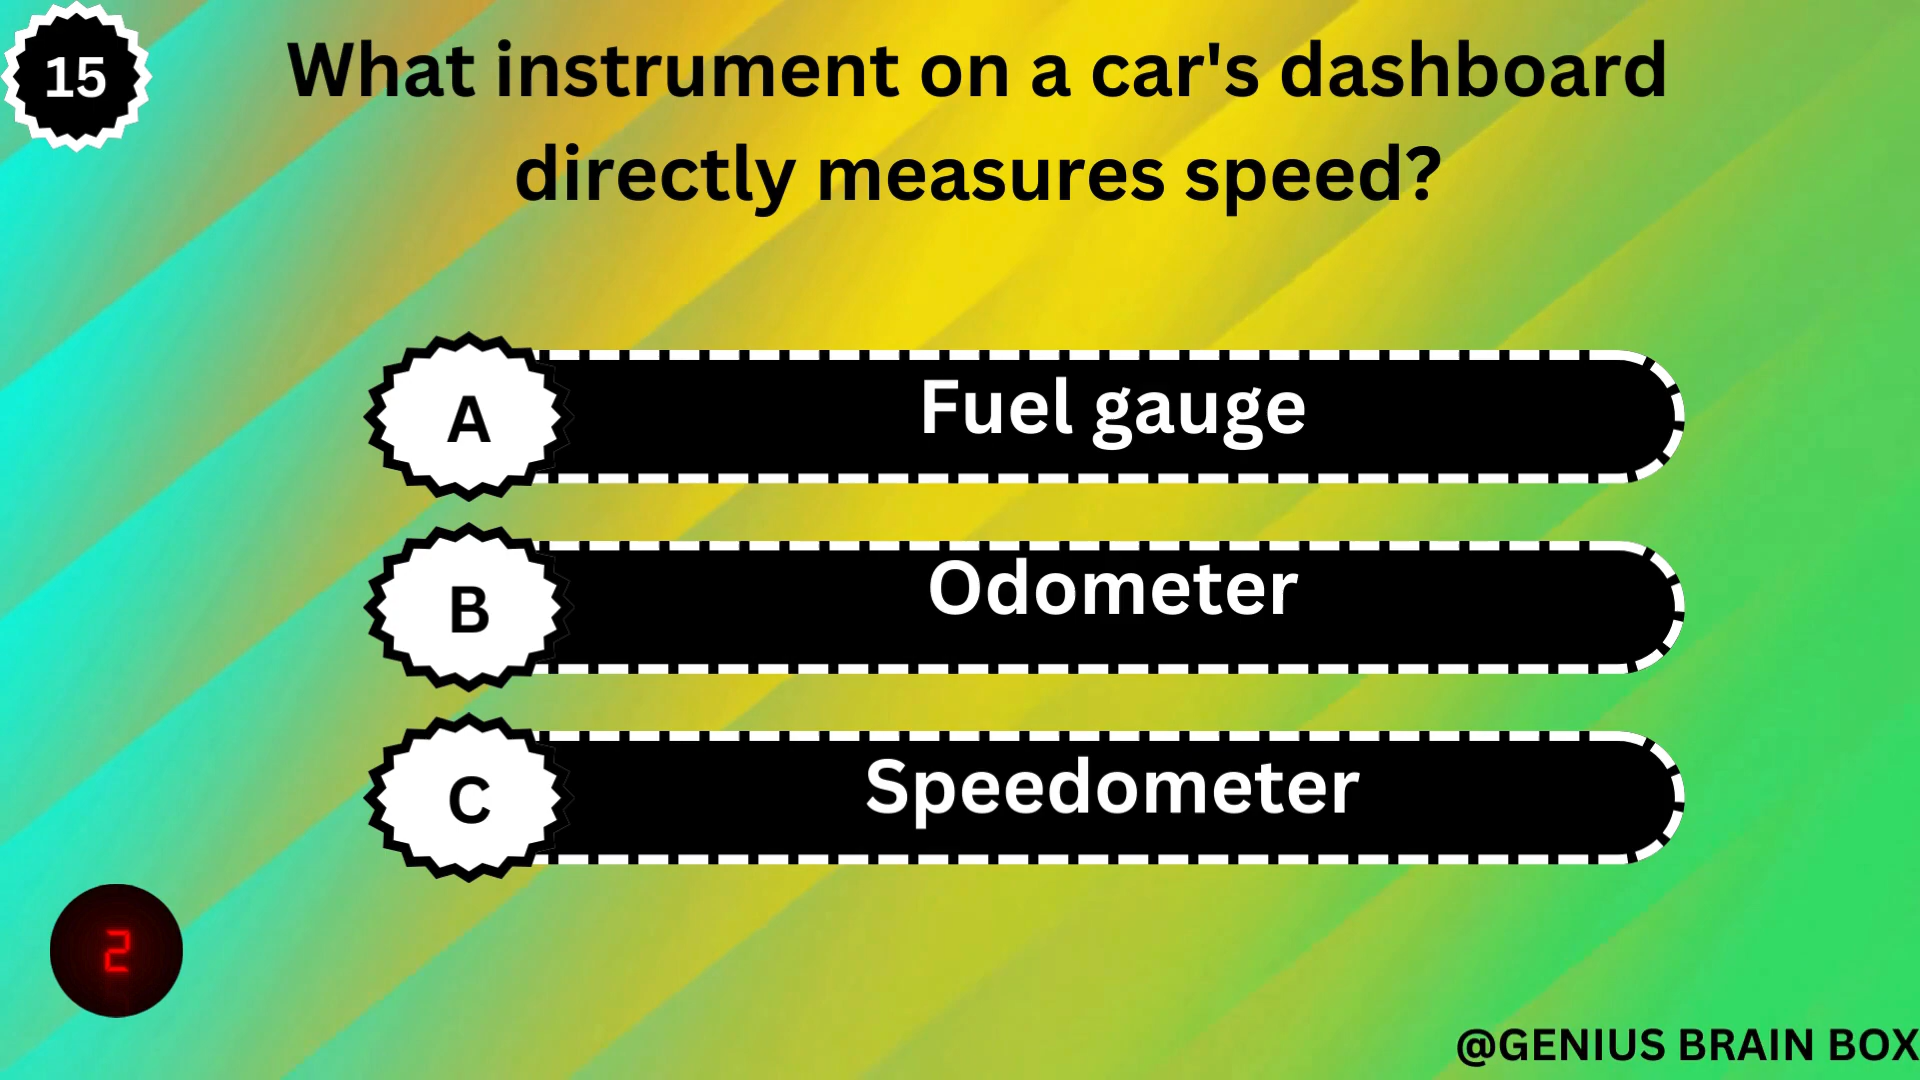 15
What instrument on a car's dashboard
directly measures speed?
A
Fuel gauge
B
Odometer
C
Speedometer
2
@GENIUS BRAIN BOX